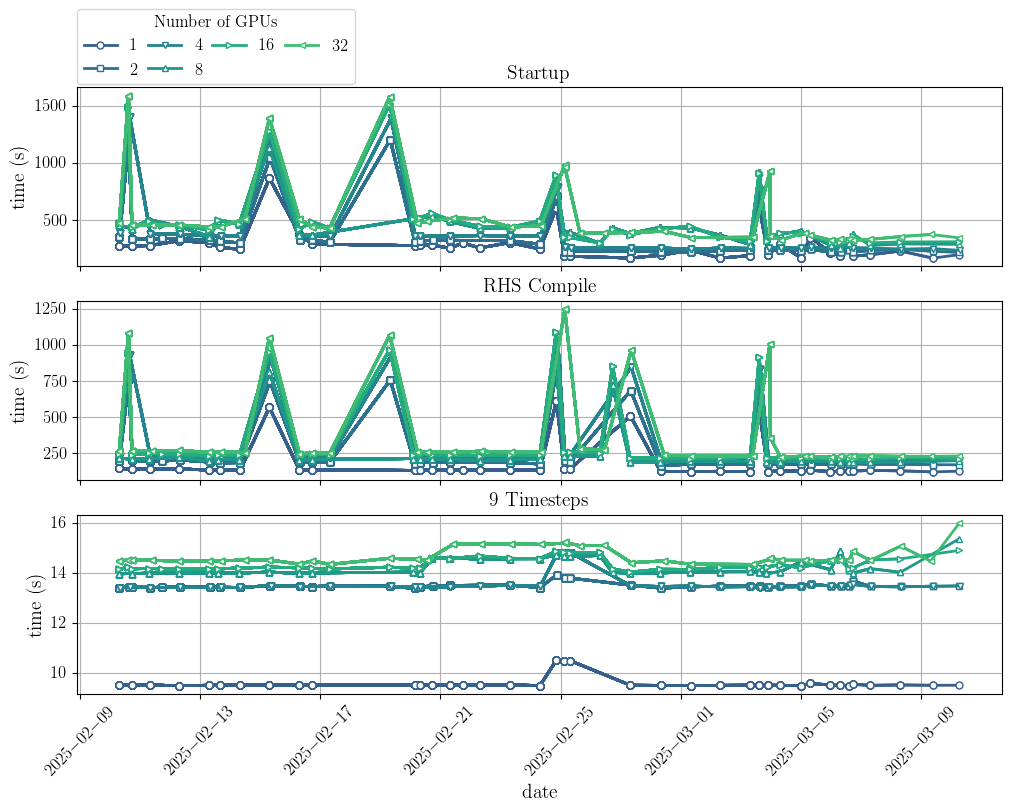 Number of GPUs
1 4 16 32
2 8
Startup
1500
1000
500
time (s)
RHS Compile
1250
1000
750
500
250
time (s)
9 Timesteps
16
14
12
10
time (s)
2025−02−09 2025−02−13 2025−02−17 2025−02−21 2025−02−25 2025−03−01 2025−03−05 2025−03−09
date